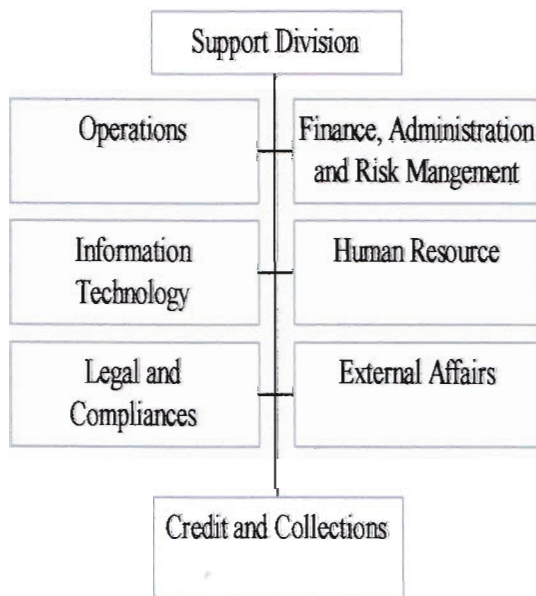 Support Division
Operations
Finance, Administration
and Risk Mangement
Information
Technology
Human Resource
Legal and
Compliances
External Affairs
Credit and Collections